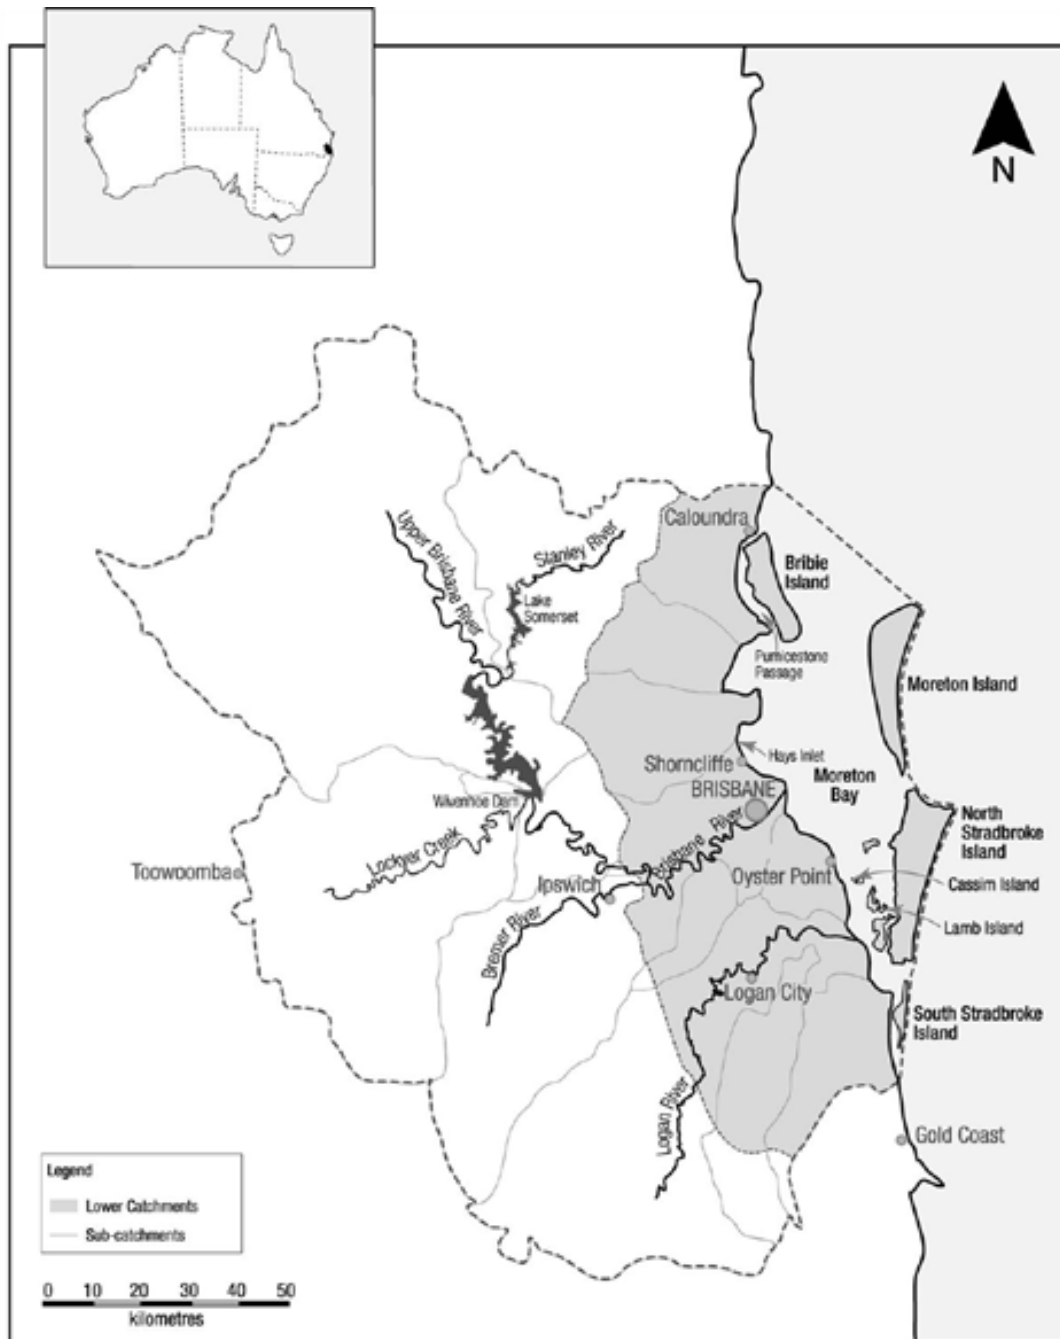 N
Caloundra
Upper Brisbane River
Stanley River
Bribie
Island
Lake
Somerset
Pumicestone
Passage
Moreton Island
Hays Inlet
Shorncliffe
Moreton
Bay
BRISBANE
Wivenhoe Dam
North
Stradbroke
Island
Brisbane River
Lockyer Creek
Toowoomba
Oyster Point
Cassim Island
Ipswich
Lamb Island
Bremer River
Logan City
South Stradbroke
Island
Logan River
Gold Coast
Legend
Lower Catchments
Sub-catchments
0 10 20 30 40 50
kilometres